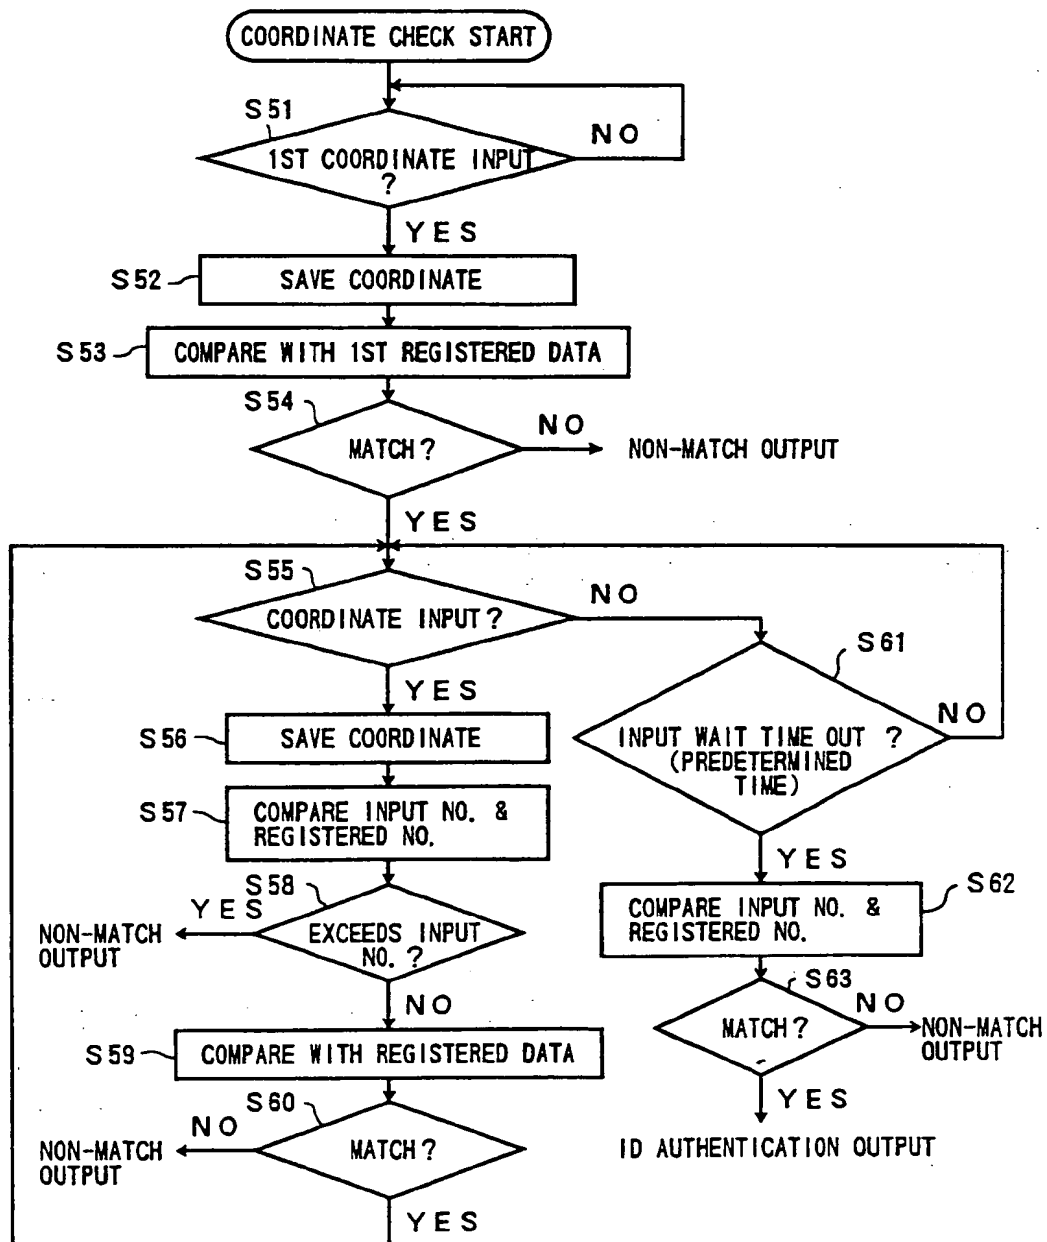 COORDINATE CHECK START
S51
NO
1ST COORDINATE INPUT
?
YES
S52
SAVE COORDINATE
S53
COMPARE WITH 1ST REGISTERED DATA
S54
NO
MATCH?
NON-MATCH OUTPUT
YES
S55
NO
COORDINATE INPUT?
S61
YES
NO
S56
SAVE COORDINATE
INPUT WAIT TIME OUT ?
(PREDETERMINED
TIME)
S57
COMPARE INPUT NO. &
REGISTERED NO.
YES
S58
YES
S62
COMPARE INPUT NO. &
REGISTERED NO.
NON-MATCH
OUTPUT
EXCEEDS INPUT
NO. ?
S63
NO
NO
MATCH?
NON-MATCH
OUTPUT
S59
COMPARE WITH REGISTERED DATA
S60
YES
NO
NON-MATCH
OUTPUT
MATCH?
ID AUTHENTICATION OUTPUT
YES